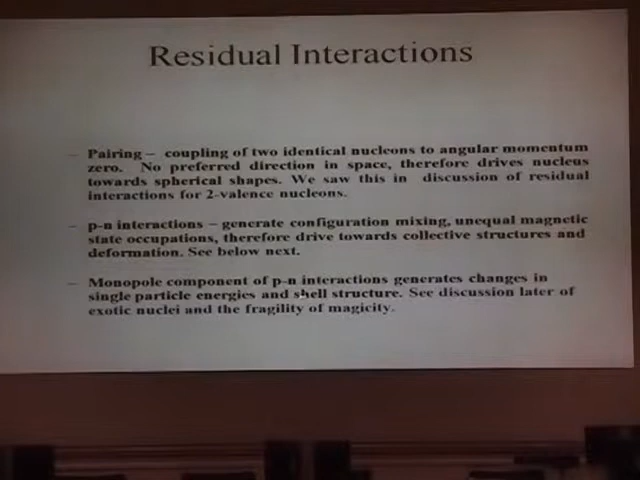 Residual Interactions
– Pairing – coupling of two identical nucleons to angular momentum
zero. No preferred direction in space, therefore drives nucleus
towards spherical shapes. We saw this in discussion of residual
interactions for 2-valence nucleons.
– p-n interactions – generate configuration mixing, unequal magnetic
state occupations, therefore drive towards collective structures and
deformation. See below next.
– Monopole component of p-n interactions generates changes in
single particle energies and shell structure. See discussion later of
exotic nuclei and the fragility of magicity.